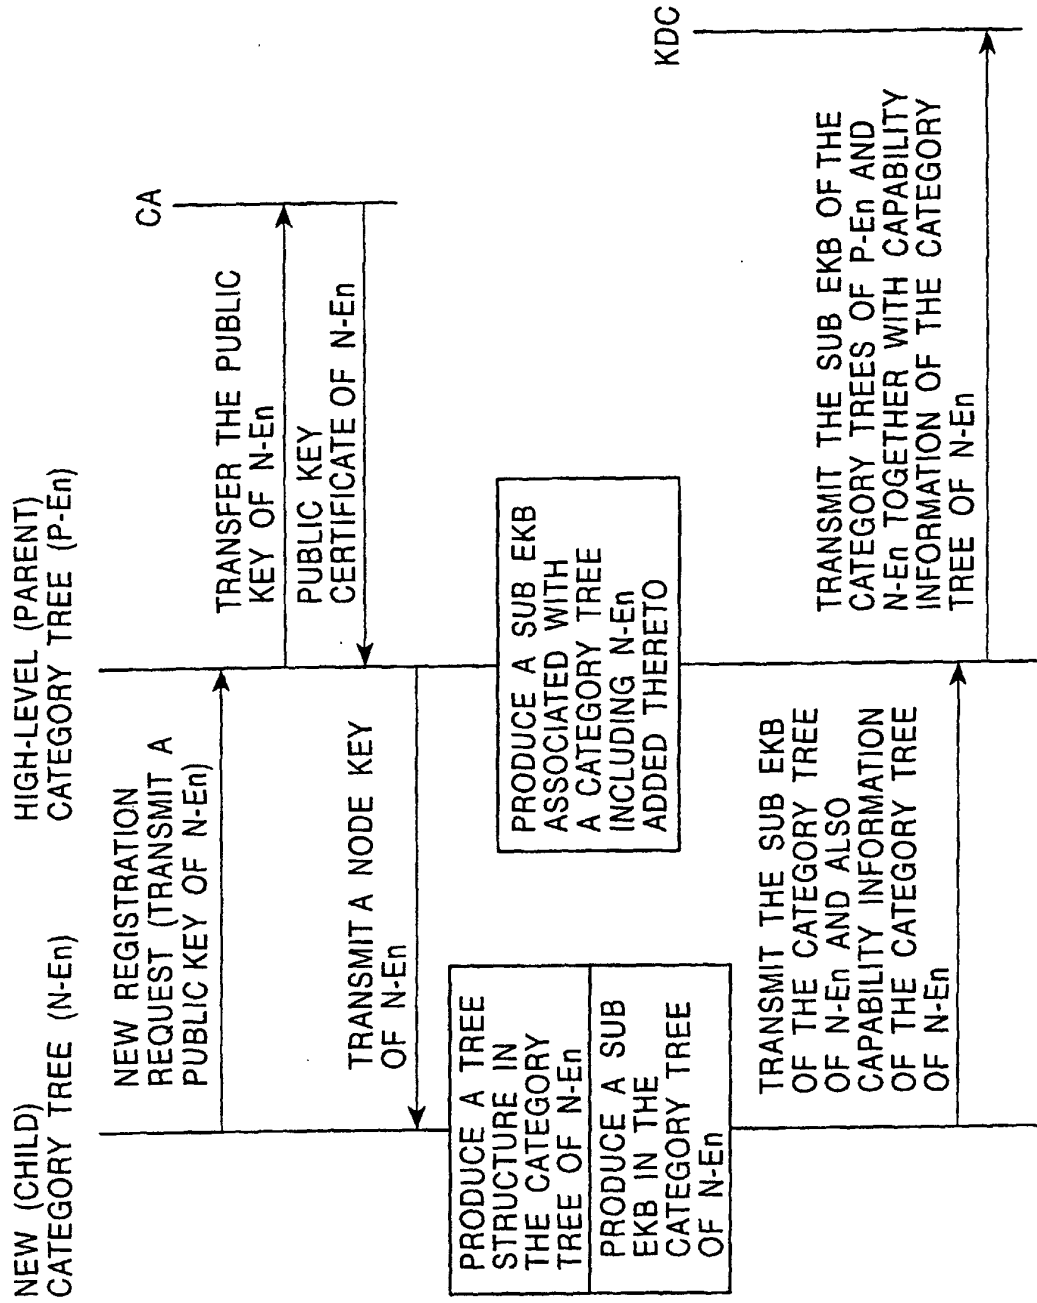 NEW (CHILD)
CATEGORY TREE (N-En)
HIGH-LEVEL (PARENT)
CATEGORY TREE (P-En)
NEW REGISTRATION
REQUEST (TRANSMIT A
PUBLIC KEY OF N-En)
CA
TRANSFER THE PUBLIC
KEY OF N-En
PUBLIC KEY
CERTIFICATE OF N-En
TRANSMIT A NODE KEY
OF N-En
PRODUCE A TREE
STRUCTURE IN
THE CATEGORY
TREE OF N-En
PRODUCE A SUB
EKB IN THE
CATEGORY TREE
OF N-En
PRODUCE A SUB EKB
ASSOCIATED WITH
A CATEGORY TREE
INCLUDING N-En
ADDED THERETO
KDC
TRANSMIT THE SUB EKB
OF THE CATEGORY TREE
OF N-En AND ALSO
CAPABILITY INFORMATION
OF THE CATEGORY TREE
OF N-En
TRANSMIT THE SUB EKB OF THE
CATEGORY TREES OF P-En AND
N-En TOGETHER WITH CAPABILITY
INFORMATION OF THE CATEGORY
TREE OF N-En